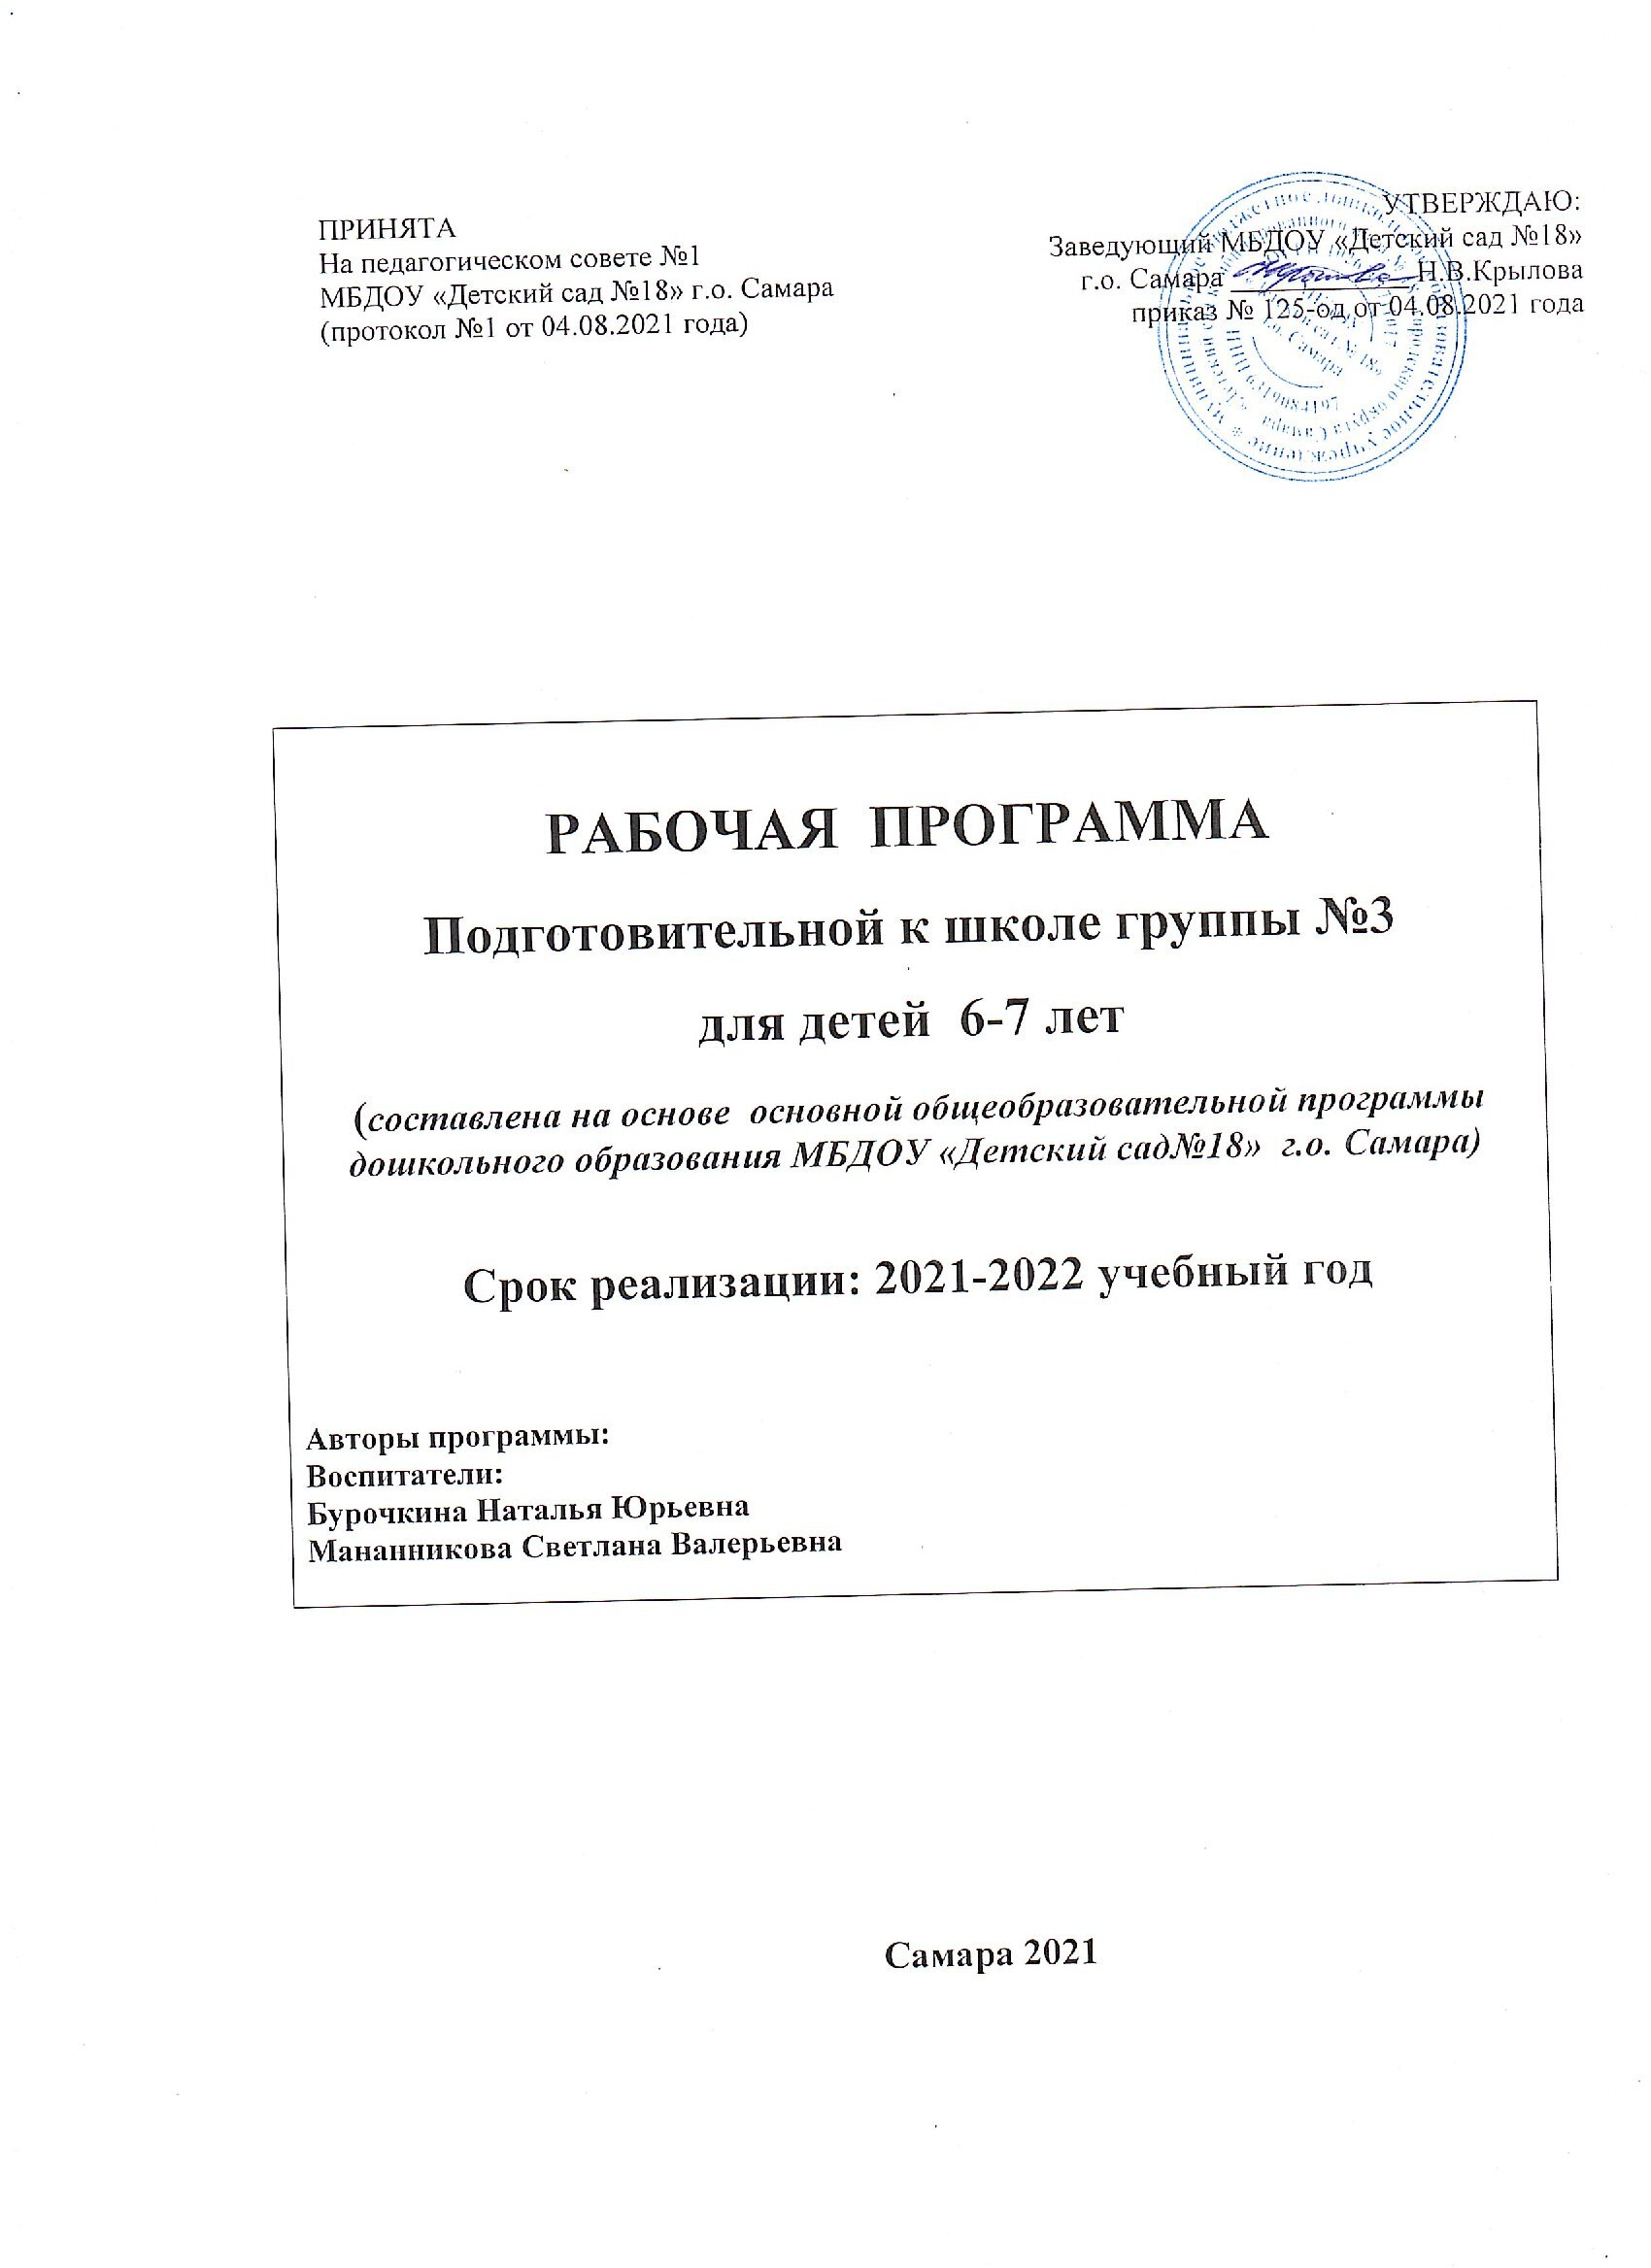 ПРИНЯТА
На педагогическом совете №1
МБДОУ «Детский сад №18» г.о. Самара
(протокол №1 от 04.08.2021 года)
УТВЕРЖДАЮ:
Заведующий МБДОУ «Детский сад №18»
г.о. Самара ____________Н.В.Крылова
приказ № 125-од от 04.08.2021 года
РАБОЧАЯ ПРОГРАММА
Подготовительной к школе группы №3
для детей 6-7 лет
(составлена на основе основной общеобразовательной программы
дошкольного образования МБДОУ «Детский сад№18» г.о. Самара)
Срок реализации: 2021-2022 учебный год
Авторы программы:
Воспитатели:
Бурочкина Наталья Юрьевна
Мананникова Светлана Валерьевна
Самара 2021